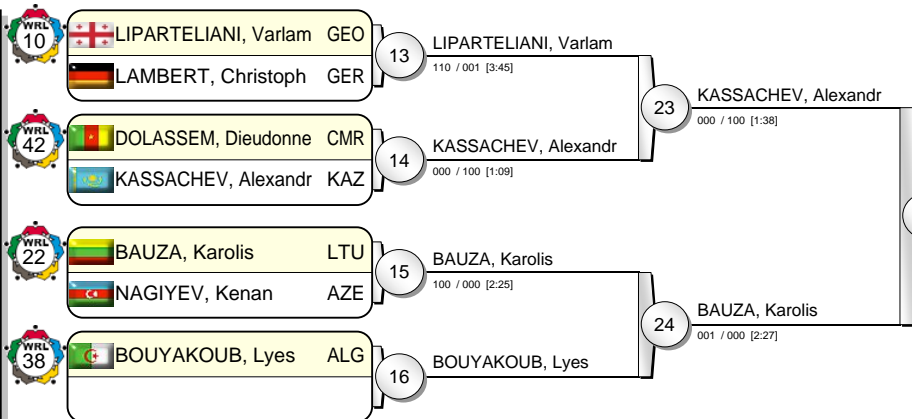 WRL
10
LIPARTELIANI, Varlam GEO
LAMBERT, Christoph GER
13
LIPARTELIANI, Varlam
110 / 001 [3:45]
WRL
42
DOLASSEM, Dieudonne CMR
KASSACHEV, Alexandr KAZ
14
KASSACHEV, Alexandr
000 / 100 [1:09]
23
KASSACHEV, Alexandr
000 / 100 [1:38]
WRL
22
BAUZA, Karolis LTU
NAGIYEV, Kenan AZE
15
BAUZA, Karolis
100 / 000 [2:25]
WRL
38
BOUYAKOUB, Lyes ALG
16
BOUYAKOUB, Lyes
24
BAUZA, Karolis
001 / 000 [2:27]